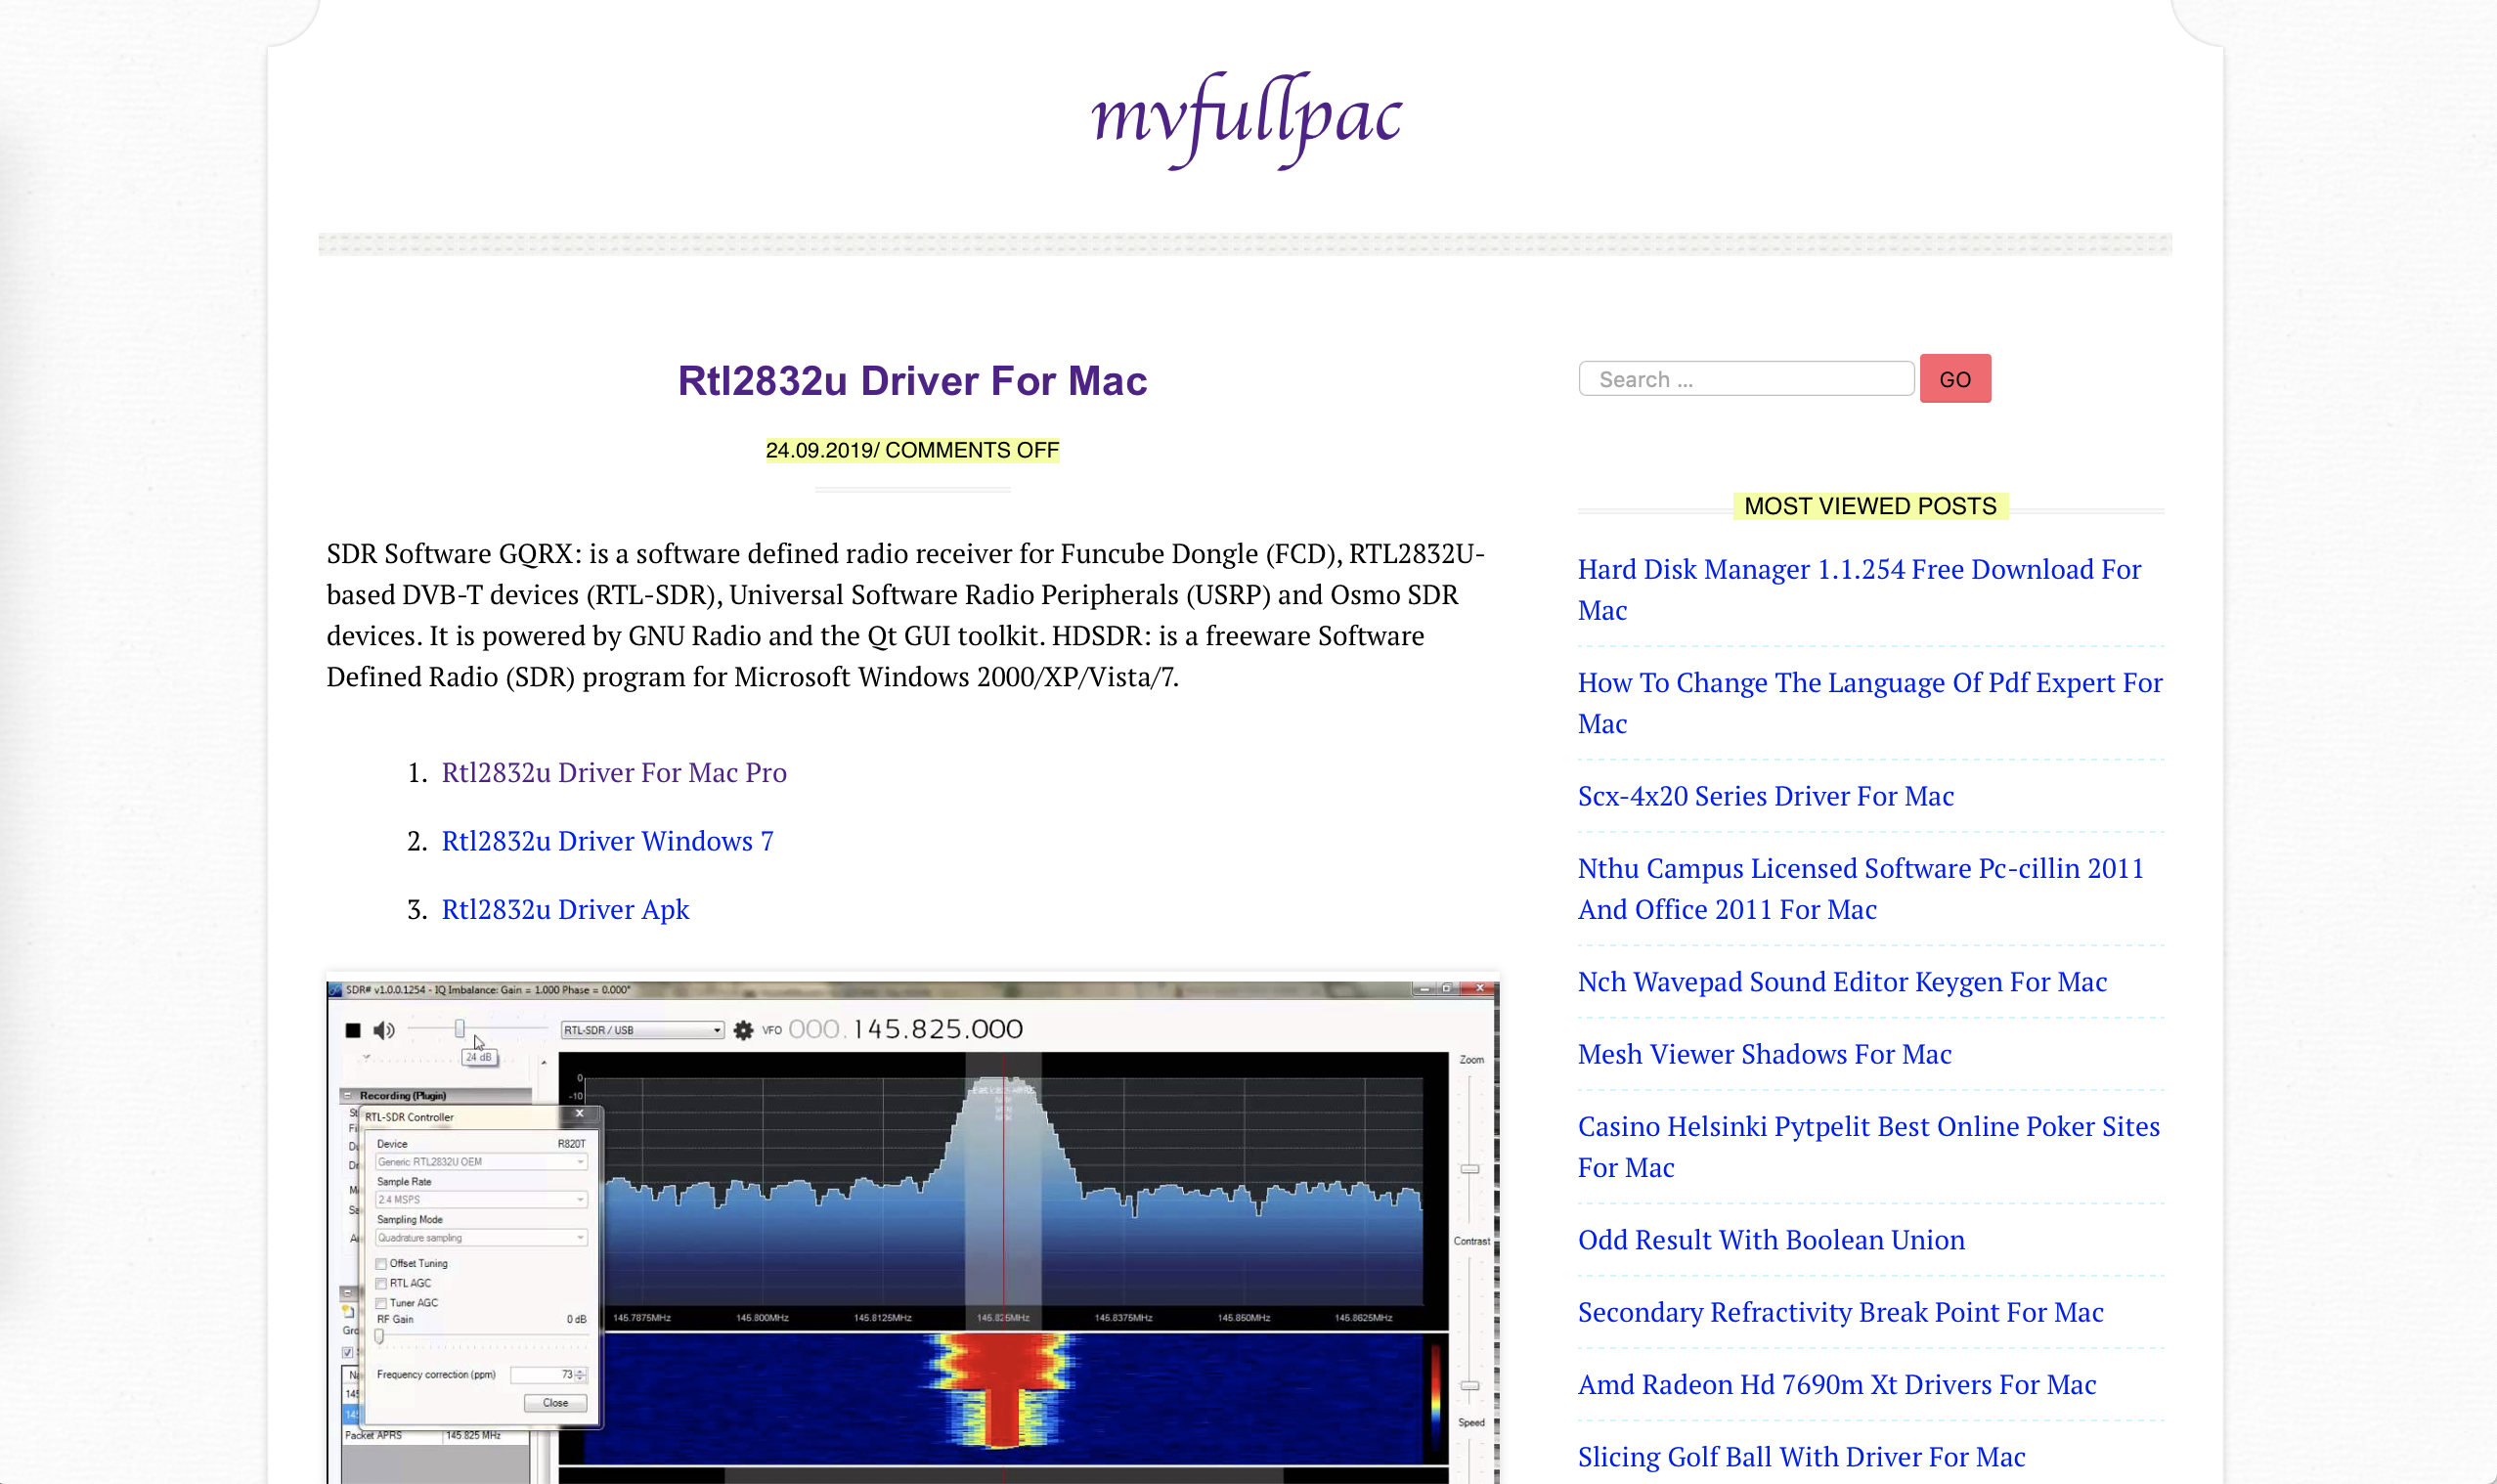 mvfullpac
Rtl2832u Driver For Mac
24.09.2019/ COMMENTS OFF
SDR Software GQRX: is a software defined radio receiver for Funcube Dongle (FCD), RTL2832U-
based DVB-T devices (RTL-SDR), Universal Software Radio Peripherals (USRP) and Osmo SDR
devices. It is powered by GNU Radio and the Qt GUI toolkit. HDSDR: is a freeware Software
Defined Radio (SDR) program for Microsoft Windows 2000/XP/Vista/7.
1. Rtl2832u Driver For Mac Pro
2. Rtl2832u Driver Windows 7
3. Rtl2832u Driver Apk
SDR# v1.0.0.1254 - IQ Imbalance: Gain = 1.000 Phase = 0.000°
RTL-SDR / USB
VFO 000.145.825.000
24 dB
Zoom
0
-10
Recording (Plugin)
RTL-SDR Controller
Device R820T
Generic RTL2832U OEM
Sample Rate
2.4 MSPS
Sampling Mode
Quadrature sampling
Offset Tuning
RTL AGC
Tuner AGC
RF Gain 0 dB
Frequency correction (ppm) 73
Close
Contrast
145.7875MHz 145.800MHz 145.8125MHz 145.825MHz 145.8375MHz 145.850MHz 145.8625MHz
Speed
Packet APRS 145.825 MHz
Search ...
GO
MOST VIEWED POSTS
Hard Disk Manager 1.1.254 Free Download For
Mac
How To Change The Language Of Pdf Expert For
Mac
Scx-4x20 Series Driver For Mac
Nthu Campus Licensed Software Pc-cillin 2011
And Office 2011 For Mac
Nch Wavepad Sound Editor Keygen For Mac
Mesh Viewer Shadows For Mac
Casino Helsinki Pytpelit Best Online Poker Sites
For Mac
Odd Result With Boolean Union
Secondary Refractivity Break Point For Mac
Amd Radeon Hd 7690m Xt Drivers For Mac
Slicing Golf Ball With Driver For Mac